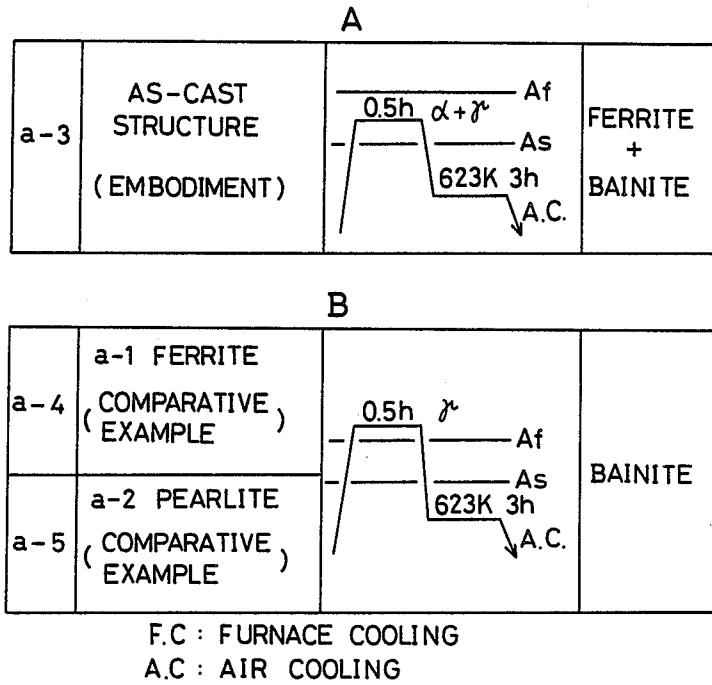 A
a-3
AS-CAST
STRUCTURE
(EMBODIMENT)
0.5h α+γ
Af
As
623K 3h
A.C.
FERRITE
+
BAINITE
B
a-4
a-1 FERRITE
(COMPARATIVE EXAMPLE)
a-5
a-2 PEARLITE
(COMPARATIVE EXAMPLE)
0.5h γ
Af
As
623K 3h
A.C.
BAINITE
F.C : FURNACE COOLING
A.C : AIR COOLING